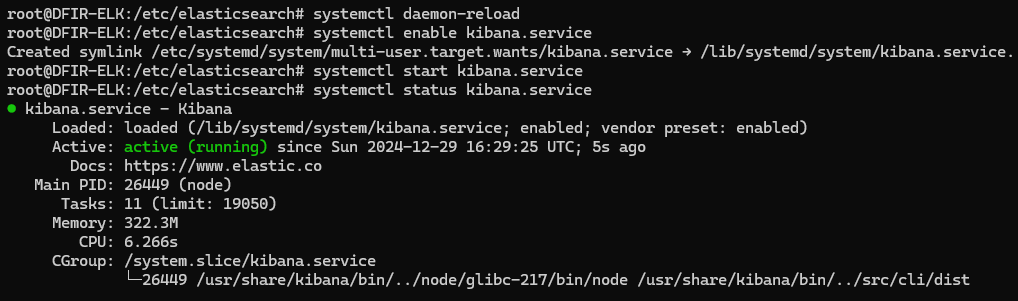 root@DFIR-ELK:/etc/elasticsearch# systemctl daemon-reload
root@DFIR-ELK:/etc/elasticsearch# systemctl enable kibana.service
Created symlink /etc/systemd/system/multi-user.target.wants/kibana.service → /lib/systemd/system/kibana.service.
root@DFIR-ELK:/etc/elasticsearch# systemctl start kibana.service
root@DFIR-ELK:/etc/elasticsearch# systemctl status kibana.service
● kibana.service - Kibana
     Loaded: loaded (/lib/systemd/system/kibana.service; enabled; vendor preset: enabled)
     Active: active (running) since Sun 2024-12-29 16:29:25 UTC; 5s ago
       Docs: https://www.elastic.co
   Main PID: 26449 (node)
      Tasks: 11 (limit: 19050)
     Memory: 322.3M
        CPU: 6.266s
     CGroup: /system.slice/kibana.service
             └─26449 /usr/share/kibana/bin/../node/glibc-217/bin/node /usr/share/kibana/bin/../src/cli/dist